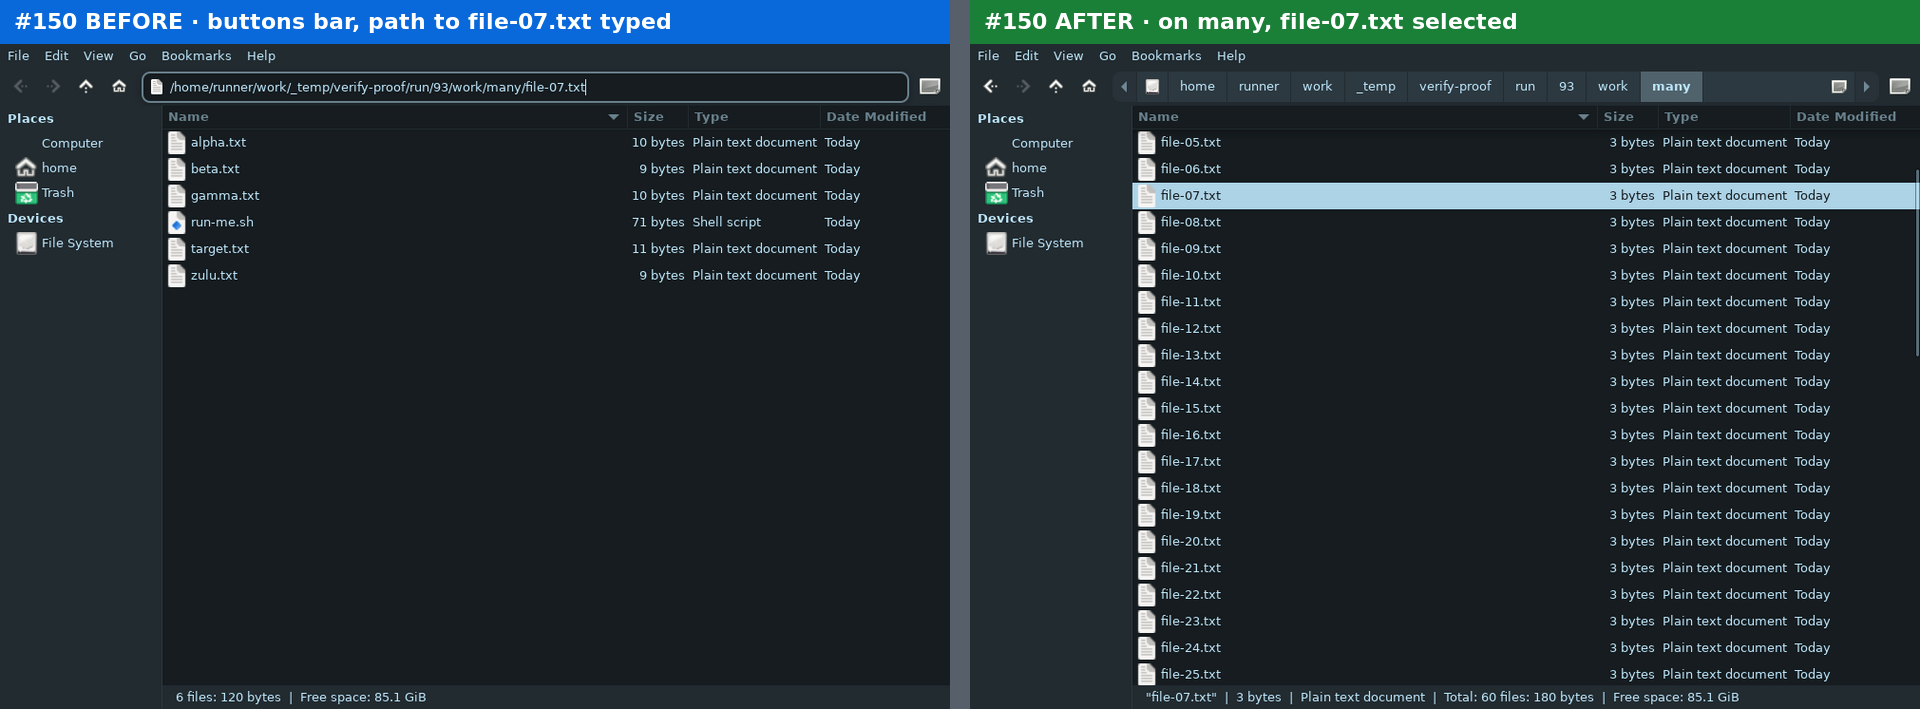 #150 BEFORE · buttons bar, path to file-07.txt typed
File Edit View Go Bookmarks Help
/home/runner/work/_temp/verify-proof/run/93/work/many/file-07.txt
Places
Computer
home
Trash
Devices
File System
Name Size Type Date Modified
alpha.txt 10 bytes Plain text document Today
beta.txt 9 bytes Plain text document Today
gamma.txt 10 bytes Plain text document Today
run-me.sh 71 bytes Shell script Today
target.txt 11 bytes Plain text document Today
zulu.txt 9 bytes Plain text document Today
6 files: 120 bytes | Free space: 85.1 GiB
#150 AFTER · on many, file-07.txt selected
File Edit View Go Bookmarks Help
home runner work _temp verify-proof run 93 work many
Places
Computer
home
Trash
Devices
File System
Name Size Type Date Modified
file-05.txt 3 bytes Plain text document Today
file-06.txt 3 bytes Plain text document Today
file-07.txt 3 bytes Plain text document Today
file-08.txt 3 bytes Plain text document Today
file-09.txt 3 bytes Plain text document Today
file-10.txt 3 bytes Plain text document Today
file-11.txt 3 bytes Plain text document Today
file-12.txt 3 bytes Plain text document Today
file-13.txt 3 bytes Plain text document Today
file-14.txt 3 bytes Plain text document Today
file-15.txt 3 bytes Plain text document Today
file-16.txt 3 bytes Plain text document Today
file-17.txt 3 bytes Plain text document Today
file-18.txt 3 bytes Plain text document Today
file-19.txt 3 bytes Plain text document Today
file-20.txt 3 bytes Plain text document Today
file-21.txt 3 bytes Plain text document Today
file-22.txt 3 bytes Plain text document Today
file-23.txt 3 bytes Plain text document Today
file-24.txt 3 bytes Plain text document Today
file-25.txt 3 bytes Plain text document Today
"file-07.txt" | 3 bytes | Plain text document | Total: 60 files: 180 bytes | Free space: 85.1 GiB